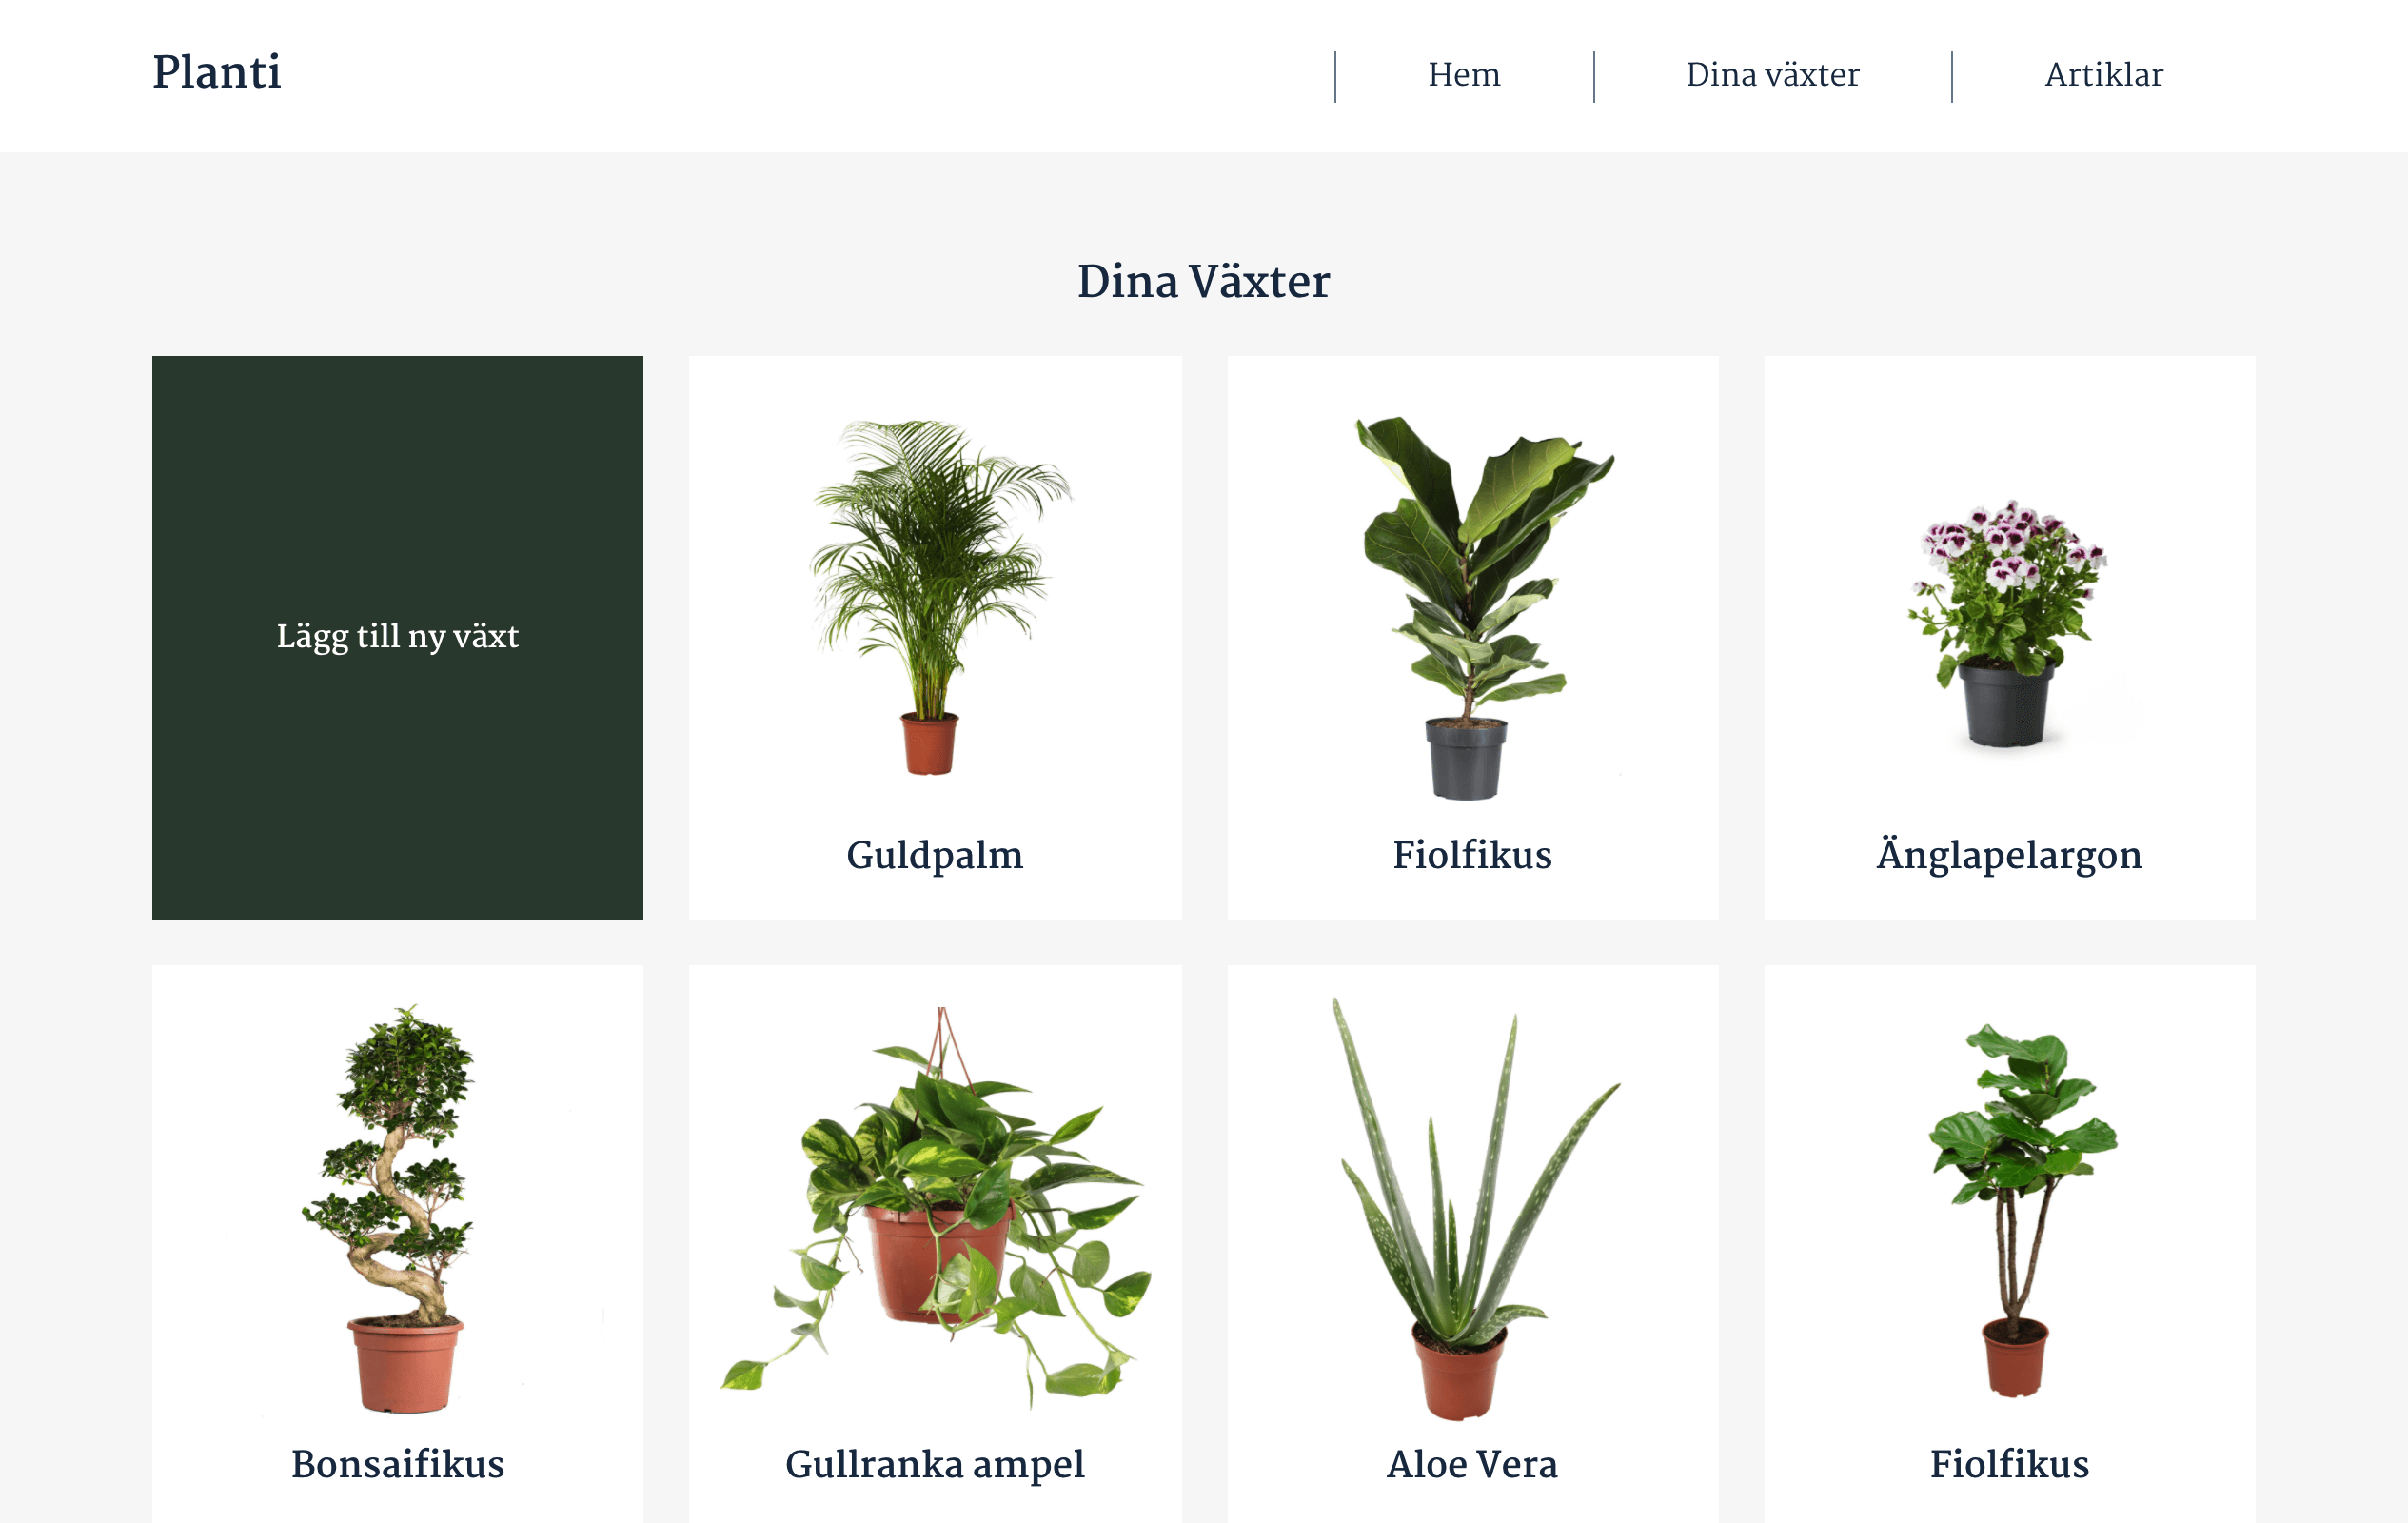 Planti
Hem
Dina växter
Artiklar
Dina Växter
Lägg till ny växt
Guldpalm
Fiolfikus
Änglapelargon
Bonsaifikus
Gullranka ampel
Aloe Vera
Fiolfikus